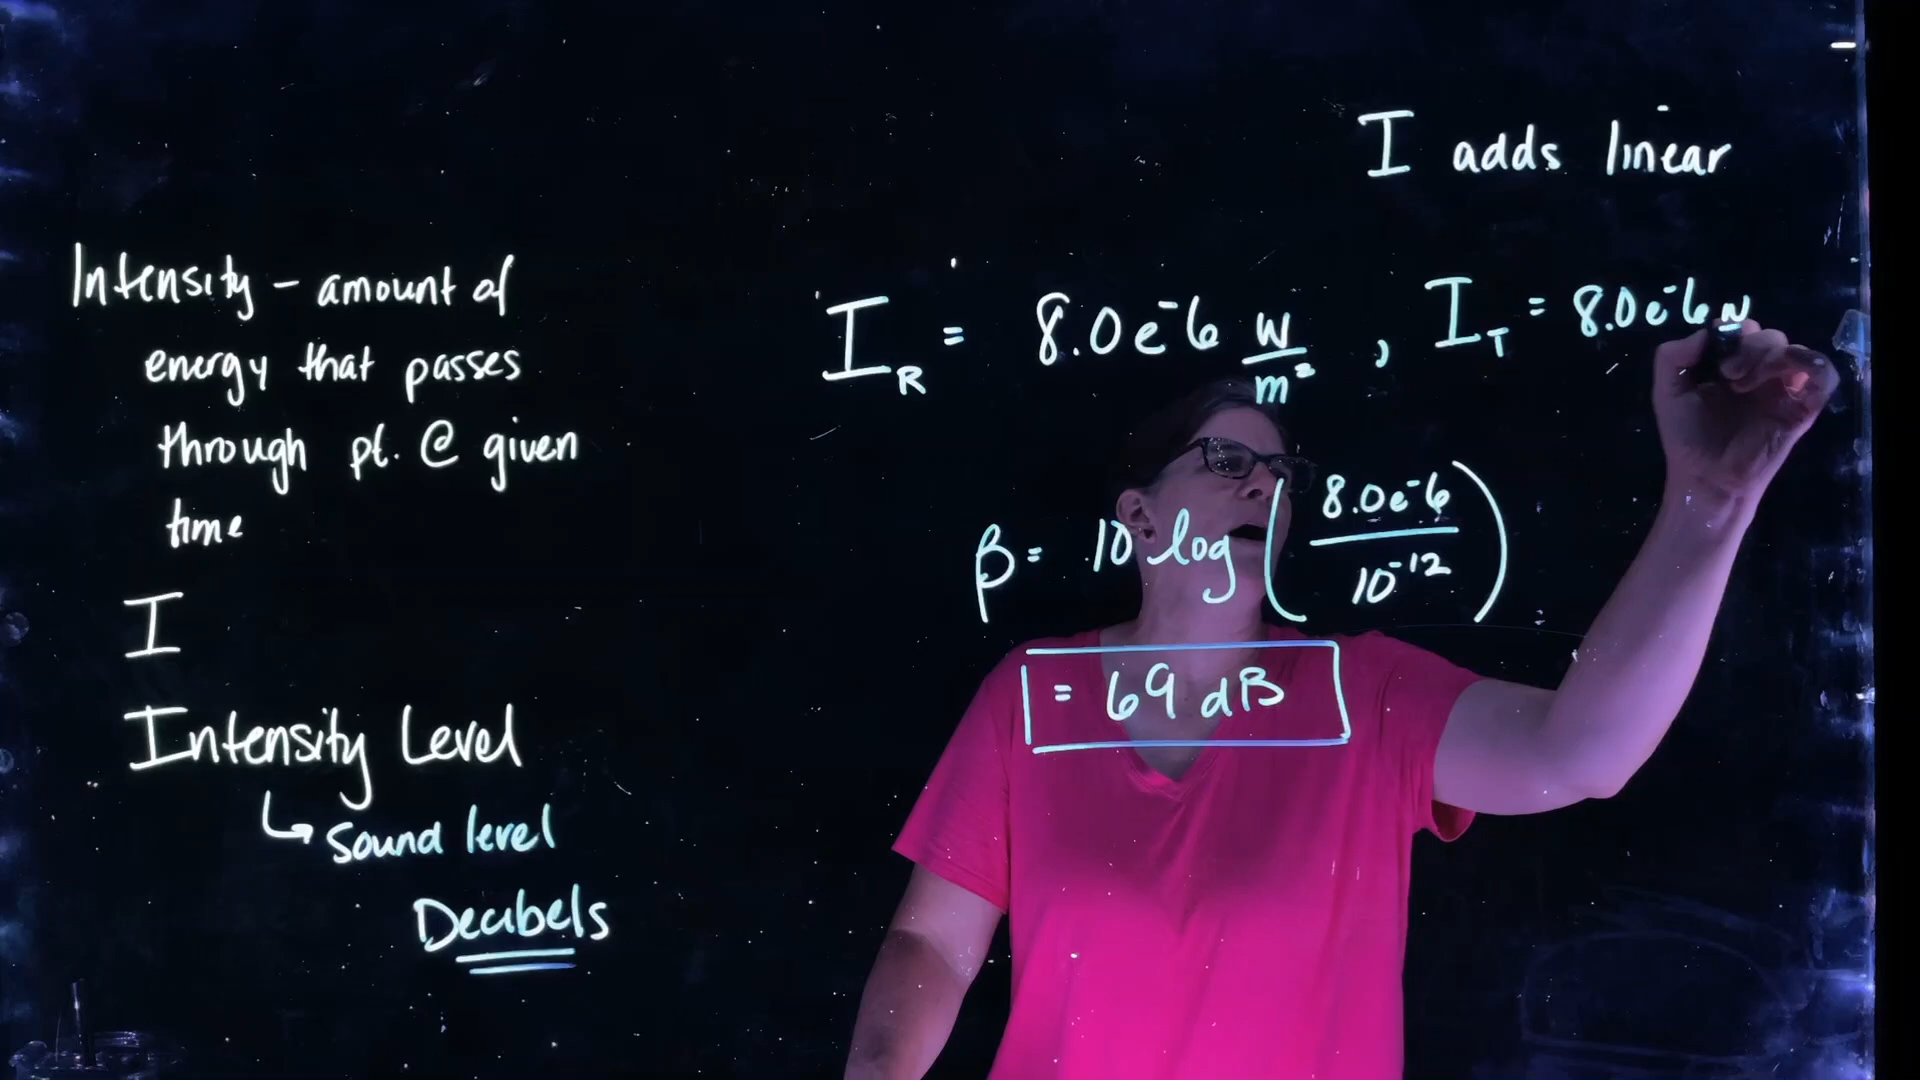 I adds linear
Intensity - amount of
energy that passes
through pt. @ given
time
I
Intensity Level
↳ Sound level
Decibels
I_R = 8.0e⁻6 W/m² , I_T = 8.0e⁻6 W
β = 10 log (8.0e⁻6 / 10⁻¹²)
= 69 dB